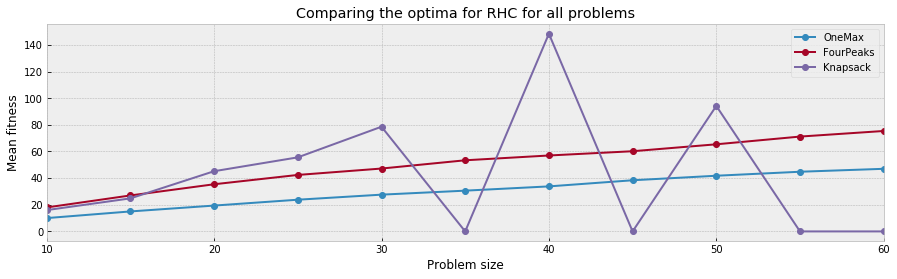 Comparing the optima for RHC for all problems
Mean fitness
140
120
100
80
60
40
20
0
OneMax
FourPeaks
Knapsack
10 20 30 40 50 60
Problem size